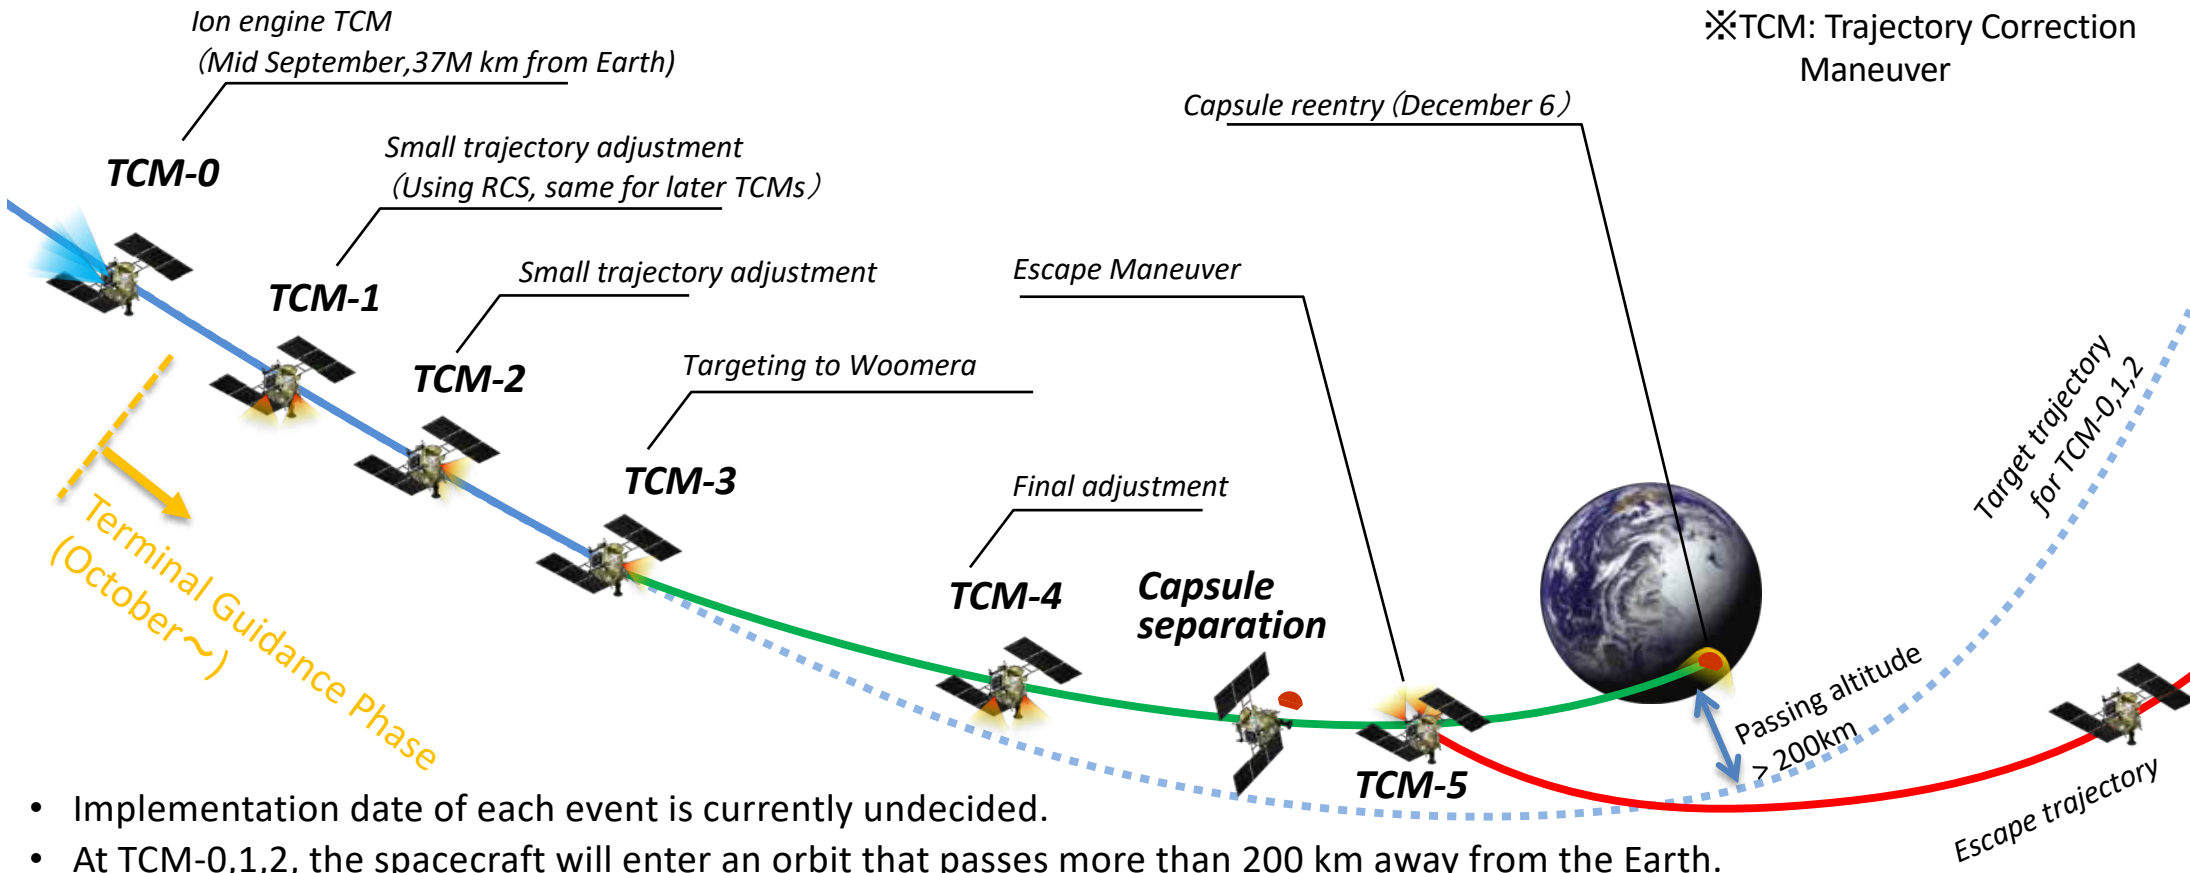 Ion engine TCM
（Mid September,37M km from Earth)
※TCM: Trajectory Correction
Maneuver
Capsule reentry（December 6）
TCM-0
Small trajectory adjustment
（Using RCS, same for later TCMs）
TCM-1
Small trajectory adjustment
Escape Maneuver
TCM-2
Targeting to Woomera
TCM-3
Final adjustment
TCM-4
Capsule
separation
TCM-5
Target trajectory
for TCM-0,1,2
Passing altitude
> 200km
Escape trajectory
Terminal Guidance Phase
(October～)
• Implementation date of each event is currently undecided.
• At TCM-0,1,2, the spacecraft will enter an orbit that passes more than 200 km away from the Earth.